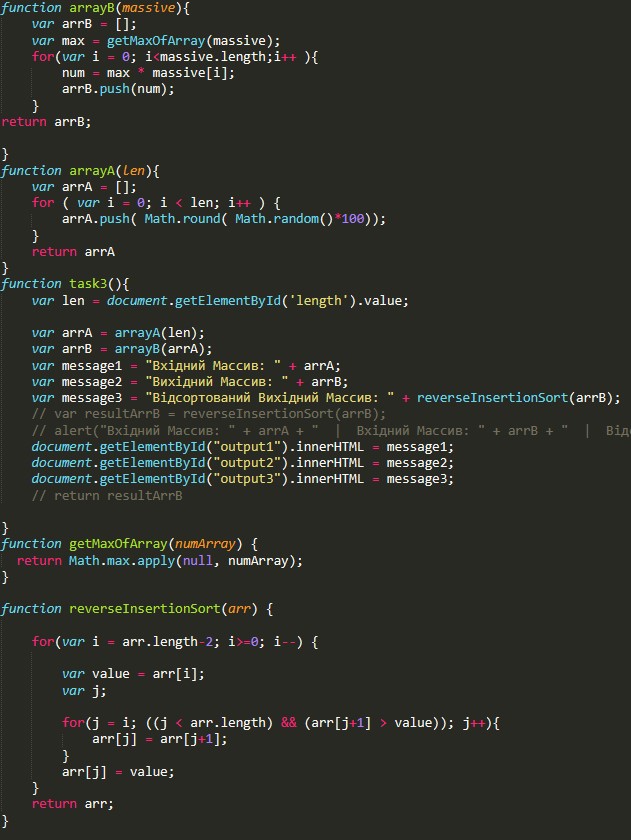 function arrayB(massive){
var arrB = [];
var max = getMaxOfArray(massive);
for(var i = 0; i<massive.length;i++ ){
num = max * massive[i];
arrB.push(num);
}
return arrB;
}
function arrayA(len){
var arrA = [];
for ( var i = 0; i < len; i++ ) {
arrA.push( Math.round( Math.random()*100));
}
return arrA
}
function task3(){
var len = document.getElementById('length').value;
var arrA = arrayA(len);
var arrB = arrayB(arrA);
var message1 = "Вхідний Массив: " + arrA;
var message2 = "Вихідний Массив: " + arrB;
var message3 = "Відсортований Вихідний Массив: " + reverseInsertionSort(arrB);
// var resultArrB = reverseInsertionSort(arrB);
// alert("Вхідний Массив: " + arrA + "  |  Вхідний Массив: " + arrB + "  |  Від
document.getElementById("output1").innerHTML = message1;
document.getElementById("output2").innerHTML = message2;
document.getElementById("output3").innerHTML = message3;
// return resultArrB
}
function getMaxOfArray(numArray) {
return Math.max.apply(null, numArray);
}
function reverseInsertionSort(arr) {
for(var i = arr.length-2; i>=0; i--) {
var value = arr[i];
var j;
for(j = i; ((j < arr.length) && (arr[j+1] > value)); j++){
arr[j] = arr[j+1];
}
arr[j] = value;
}
return arr;
}